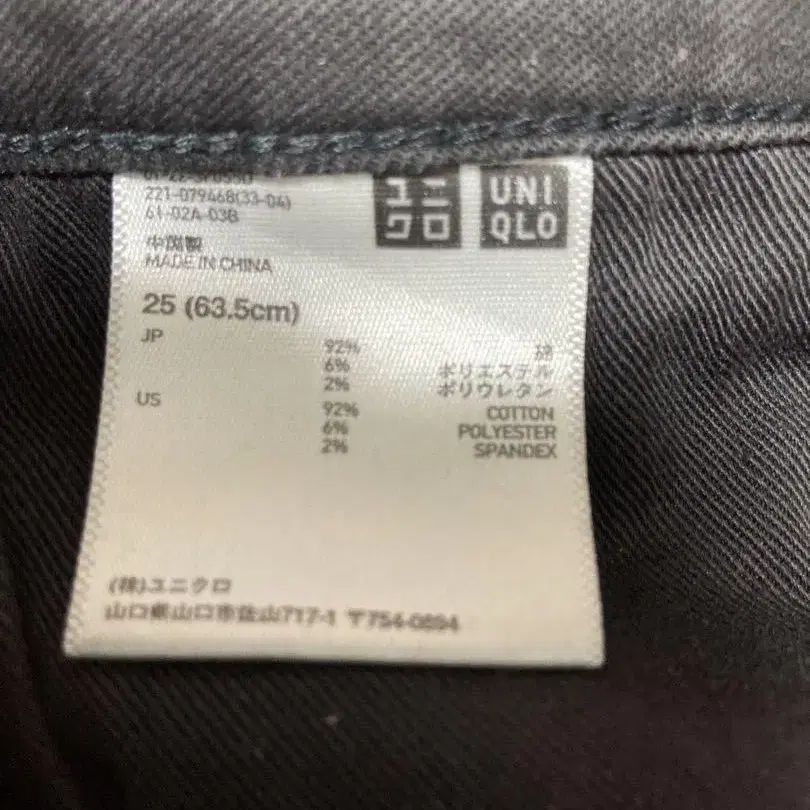 221-079468(33-04)
61-02A-03B
ユニクロ
UNIQLO
中国製
MADE IN CHINA
25 (63.5cm)
JP
92% 綿
6% ポリエステル
2% ポリウレタン
US
92% COTTON
6% POLYESTER
2% SPANDEX
(株)ユニクロ
山口県山口市佐山717-1 〒754-0894